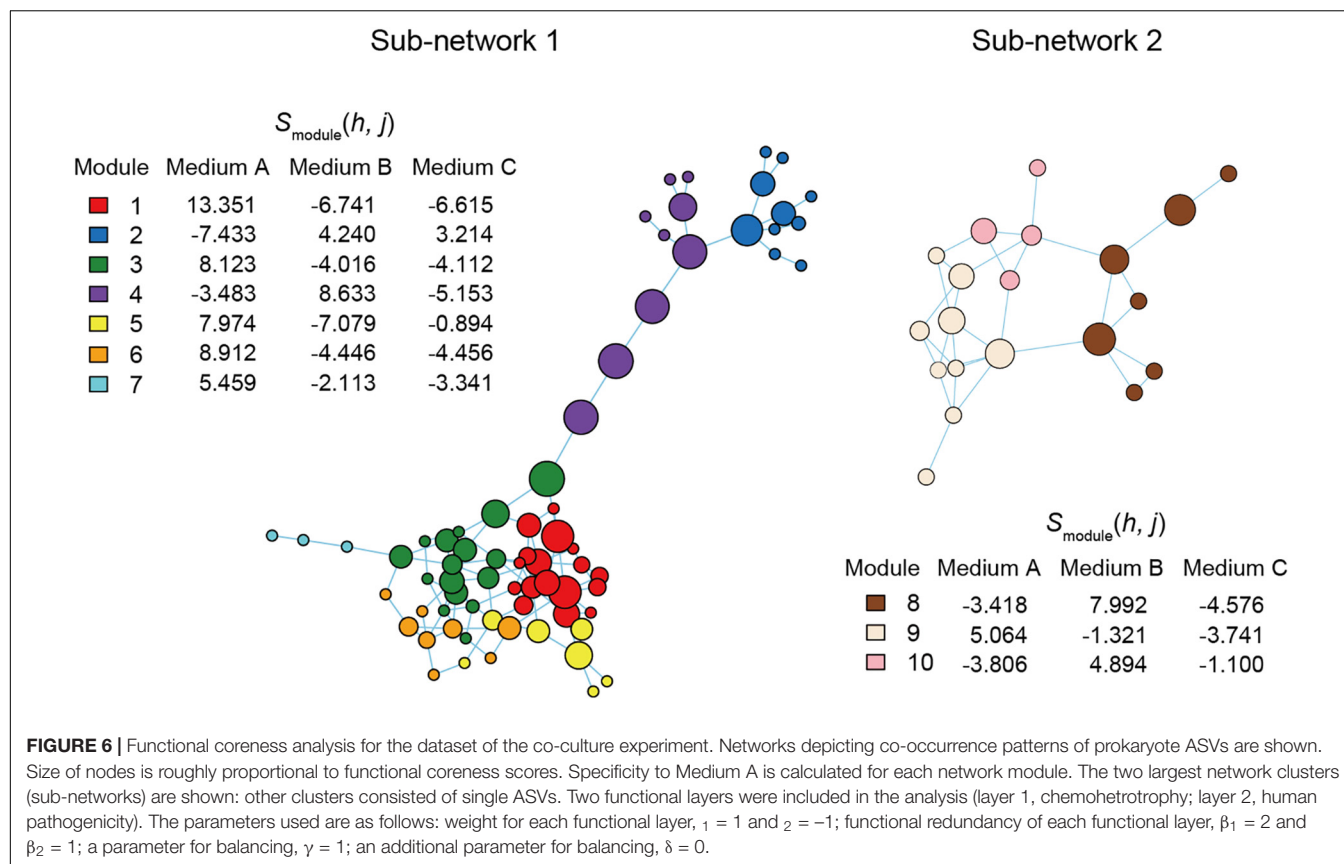 Sub-network 1
S_module(h, j)
Module Medium A Medium B Medium C
1 13.351 -6.741 -6.615
2 -7.433 4.240 3.214
3 8.123 -4.016 -4.112
4 -3.483 8.633 -5.153
5 7.974 -7.079 -0.894
6 8.912 -4.446 -4.456
7 5.459 -2.113 -3.341
Sub-network 2
S_module(h, j)
Module Medium A Medium B Medium C
8 -3.418 7.992 -4.576
9 5.064 -1.321 -3.741
10 -3.806 4.894 -1.100
FIGURE 6 | Functional coreness analysis for the dataset of the co-culture experiment. Networks depicting co-occurrence patterns of prokaryote ASVs are shown.
Size of nodes is roughly proportional to functional coreness scores. Specificity to Medium A is calculated for each network module. The two largest network clusters
(sub-networks) are shown: other clusters consisted of single ASVs. Two functional layers were included in the analysis (layer 1, chemohetrotrophy; layer 2, human
pathogenicity). The parameters used are as follows: weight for each functional layer, ₁ = 1 and ₂ = –1; functional redundancy of each functional layer, β₁ = 2 and
β₂ = 1; a parameter for balancing, γ = 1; an additional parameter for balancing, δ = 0.